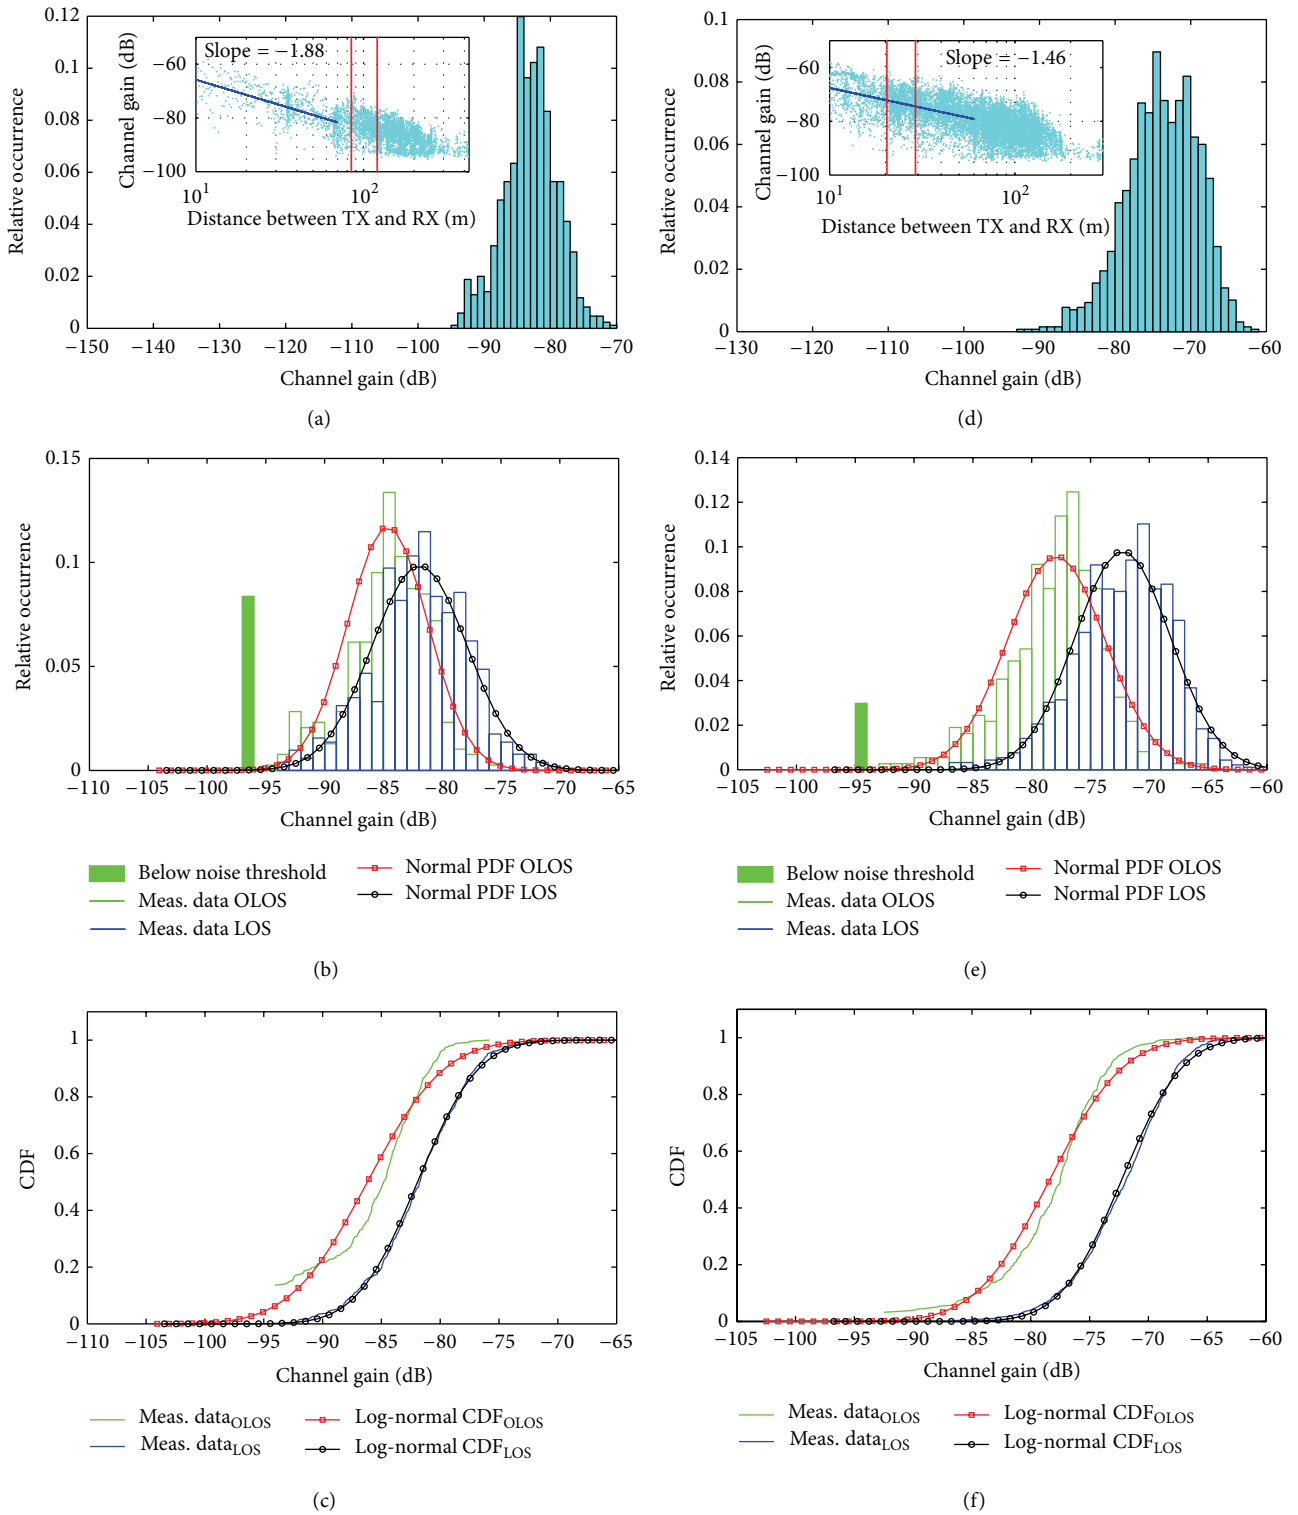 0.12
0.1
0.08
0.06
0.04
0.02
0
Relative occurrence
−150 −140 −130 −120 −110 −100 −90 −80 −70
Channel gain (dB)
Slope = −1.88
Channel gain (dB)
−60
−80
−100
10^1 10^2
Distance between TX and RX (m)
(a)
0.1
0.08
0.06
0.04
0.02
0
Relative occurrence
−130 −120 −110 −100 −90 −80 −70 −60
Channel gain (dB)
Slope = −1.46
Channel gain (dB)
−60
−80
−100
10^1 10^2
Distance between TX and RX (m)
(d)
0.15
0.1
0.05
0
Relative occurrence
−110 −105 −100 −95 −90 −85 −80 −75 −70 −65
Channel gain (dB)
Below noise threshold
Meas. data OLOS
Meas. data LOS
Normal PDF OLOS
Normal PDF LOS
(b)
0.14
0.12
0.1
0.08
0.06
0.04
0.02
0
Relative occurrence
−105 −100 −95 −90 −85 −80 −75 −70 −65 −60
Channel gain (dB)
Below noise threshold
Meas. data OLOS
Meas. data LOS
Normal PDF OLOS
Normal PDF LOS
(e)
1
0.8
0.6
0.4
0.2
0
CDF
−110 −105 −100 −95 −90 −85 −80 −75 −70 −65
Channel gain (dB)
Meas. data_OLOS
Meas. data_LOS
Log-normal CDF_OLOS
Log-normal CDF_LOS
(c)
1
0.8
0.6
0.4
0.2
0
CDF
−105 −100 −95 −90 −85 −80 −75 −70 −65 −60
Channel gain (dB)
Meas. data_OLOS
Meas. data_LOS
Log-normal CDF_OLOS
Log-normal CDF_LOS
(f)